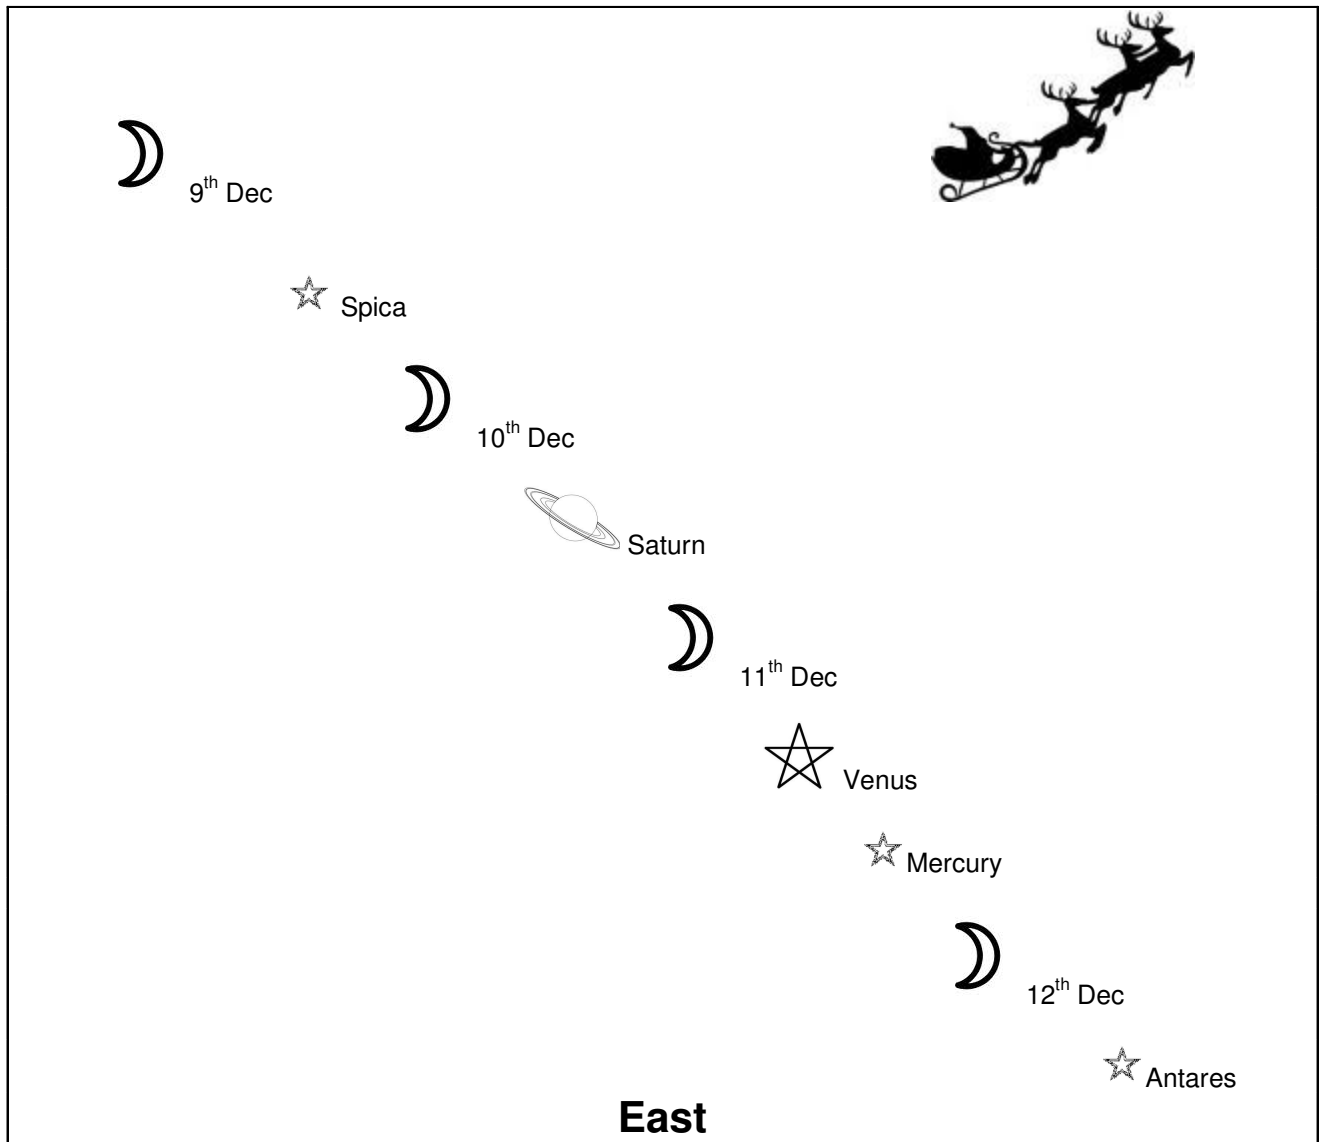 9th Dec
Spica
10th Dec
Saturn
11th Dec
Venus
Mercury
12th Dec
Antares
East